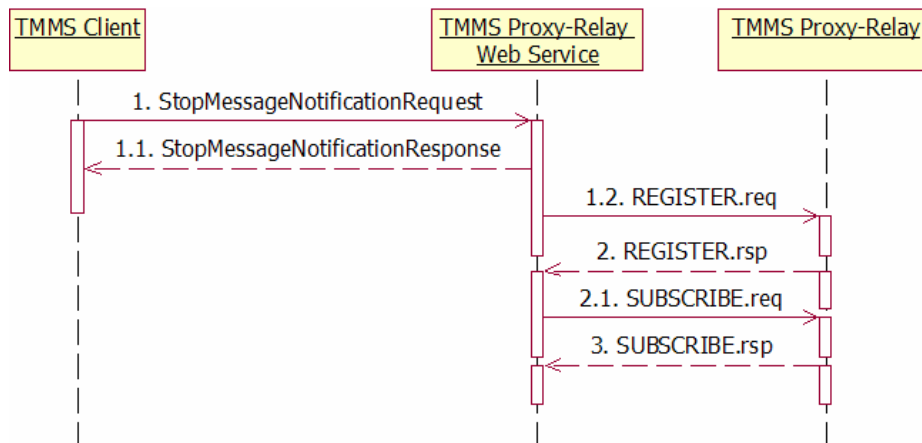 TMMS Client
TMMS Proxy-Relay
Web Service
TMMS Proxy-Relay
1. StopMessageNotificationRequest
1.1. StopMessageNotificationResponse
1.2. REGISTER.req
2. REGISTER.rsp
2.1. SUBSCRIBE.req
3. SUBSCRIBE.rsp